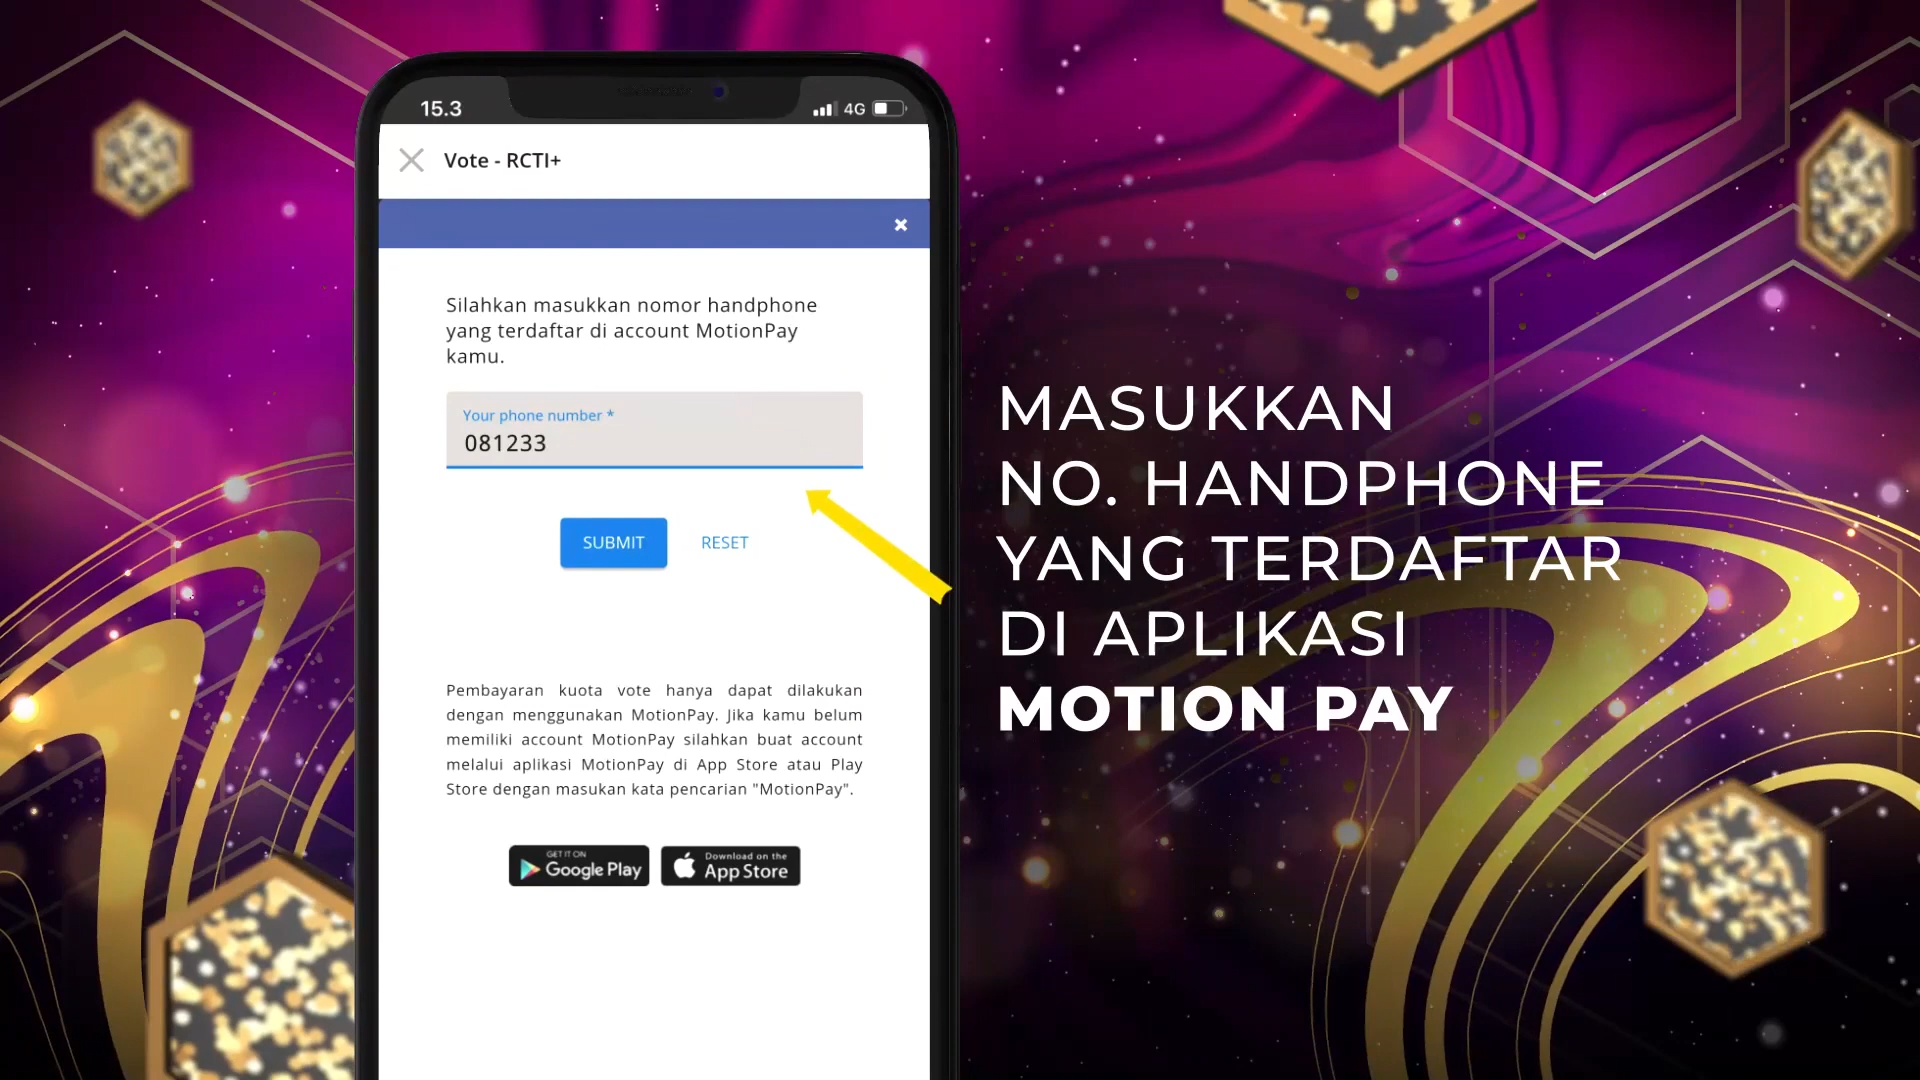 15.3
4G
Vote - RCTI+
Silahkan masukkan nomor handphone
yang terdaftar di account MotionPay
kamu.
Your phone number *
081233
SUBMIT RESET
Pembayaran kuota vote hanya dapat dilakukan
dengan menggunakan MotionPay. Jika kamu belum
memiliki account MotionPay silahkan buat account
melalui aplikasi MotionPay di App Store atau Play
Store dengan masukan kata pencarian "MotionPay".
GET IT ON
Google Play
Download on the
App Store
MASUKKAN
NO. HANDPHONE
YANG TERDAFTAR
DI APLIKASI
MOTION PAY